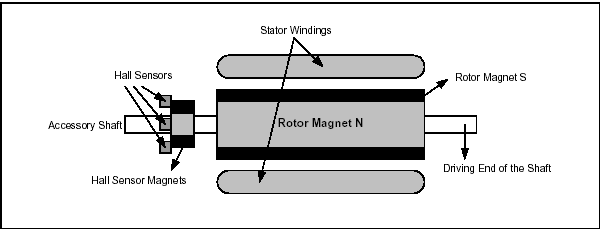 Stator Windings
Hall Sensors
Rotor Magnet S
Accessory Shaft
Rotor Magnet N
Driving End of the Shaft
Hall Sensor Magnets